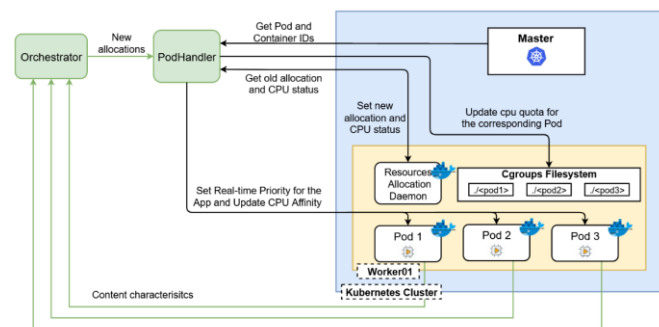 New
allocations
Orchestrator
PodHandler
Get Pod and
Container IDs
Master
Get old allocation
and CPU status
Set new
allocation and
CPU status
Update cpu quota for
the corresponding Pod
Resources
Allocation
Daemon
Cgroups Filesystem
./<pod1>
./<pod2>
./<pod3>
Set Real-time Priority for the
App and Update CPU Affinity
Pod 1
Pod 2
Pod 3
Worker01
Kubernetes Cluster
Content characterisitcs